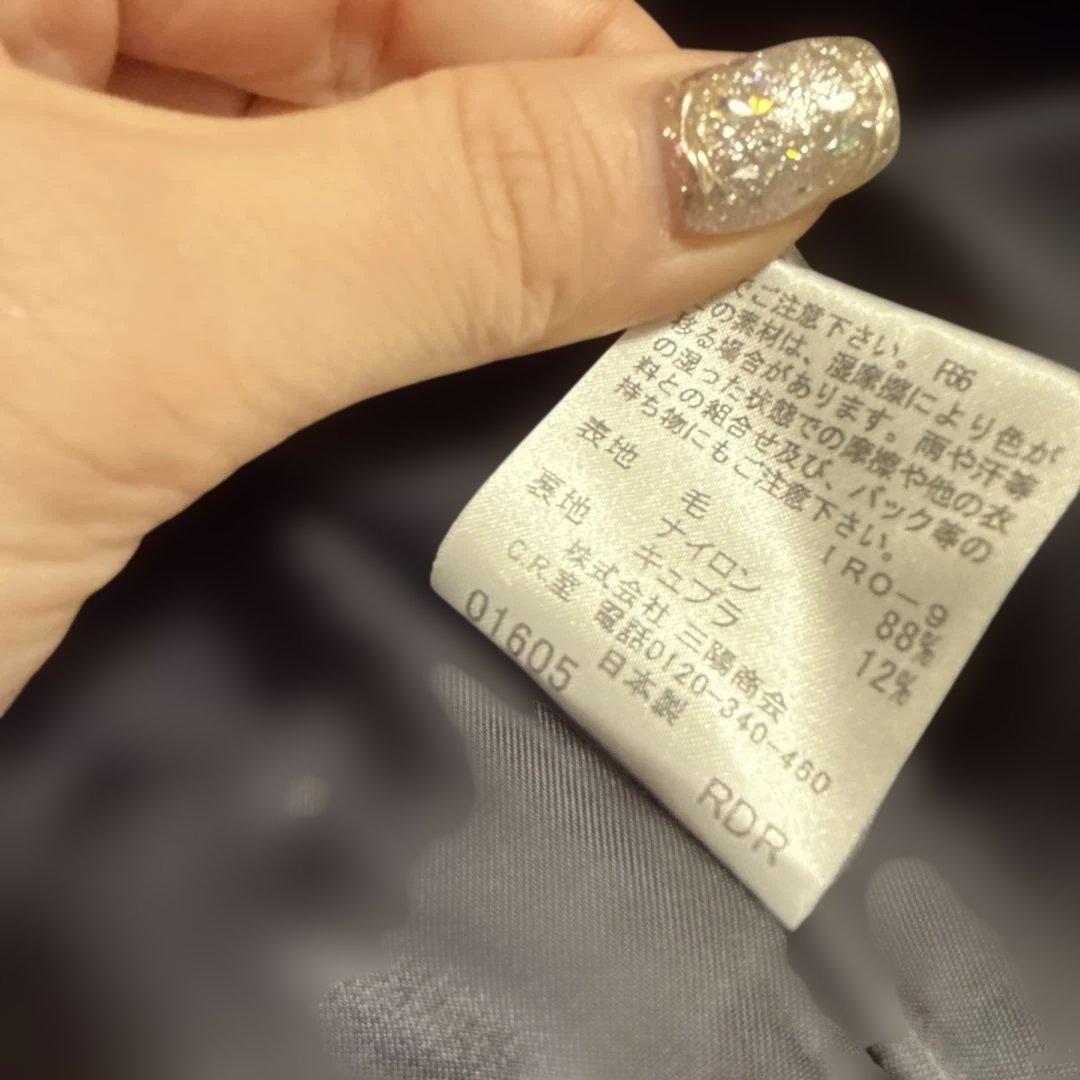 でご注意下さい。 F66
の素材は、湿摩擦により色が
移る場合があります。雨や汗等
の湿った状態での摩擦や他の衣
料との組合せ及び、バック等の
持ち物にもご注意下さい。
IRO-9
表地 毛 88%
ナイロン 12%
裏地 キュプラ
株式会社 三陽商会
C.R.室 電話0120-340-460
01605 日本製 RDR